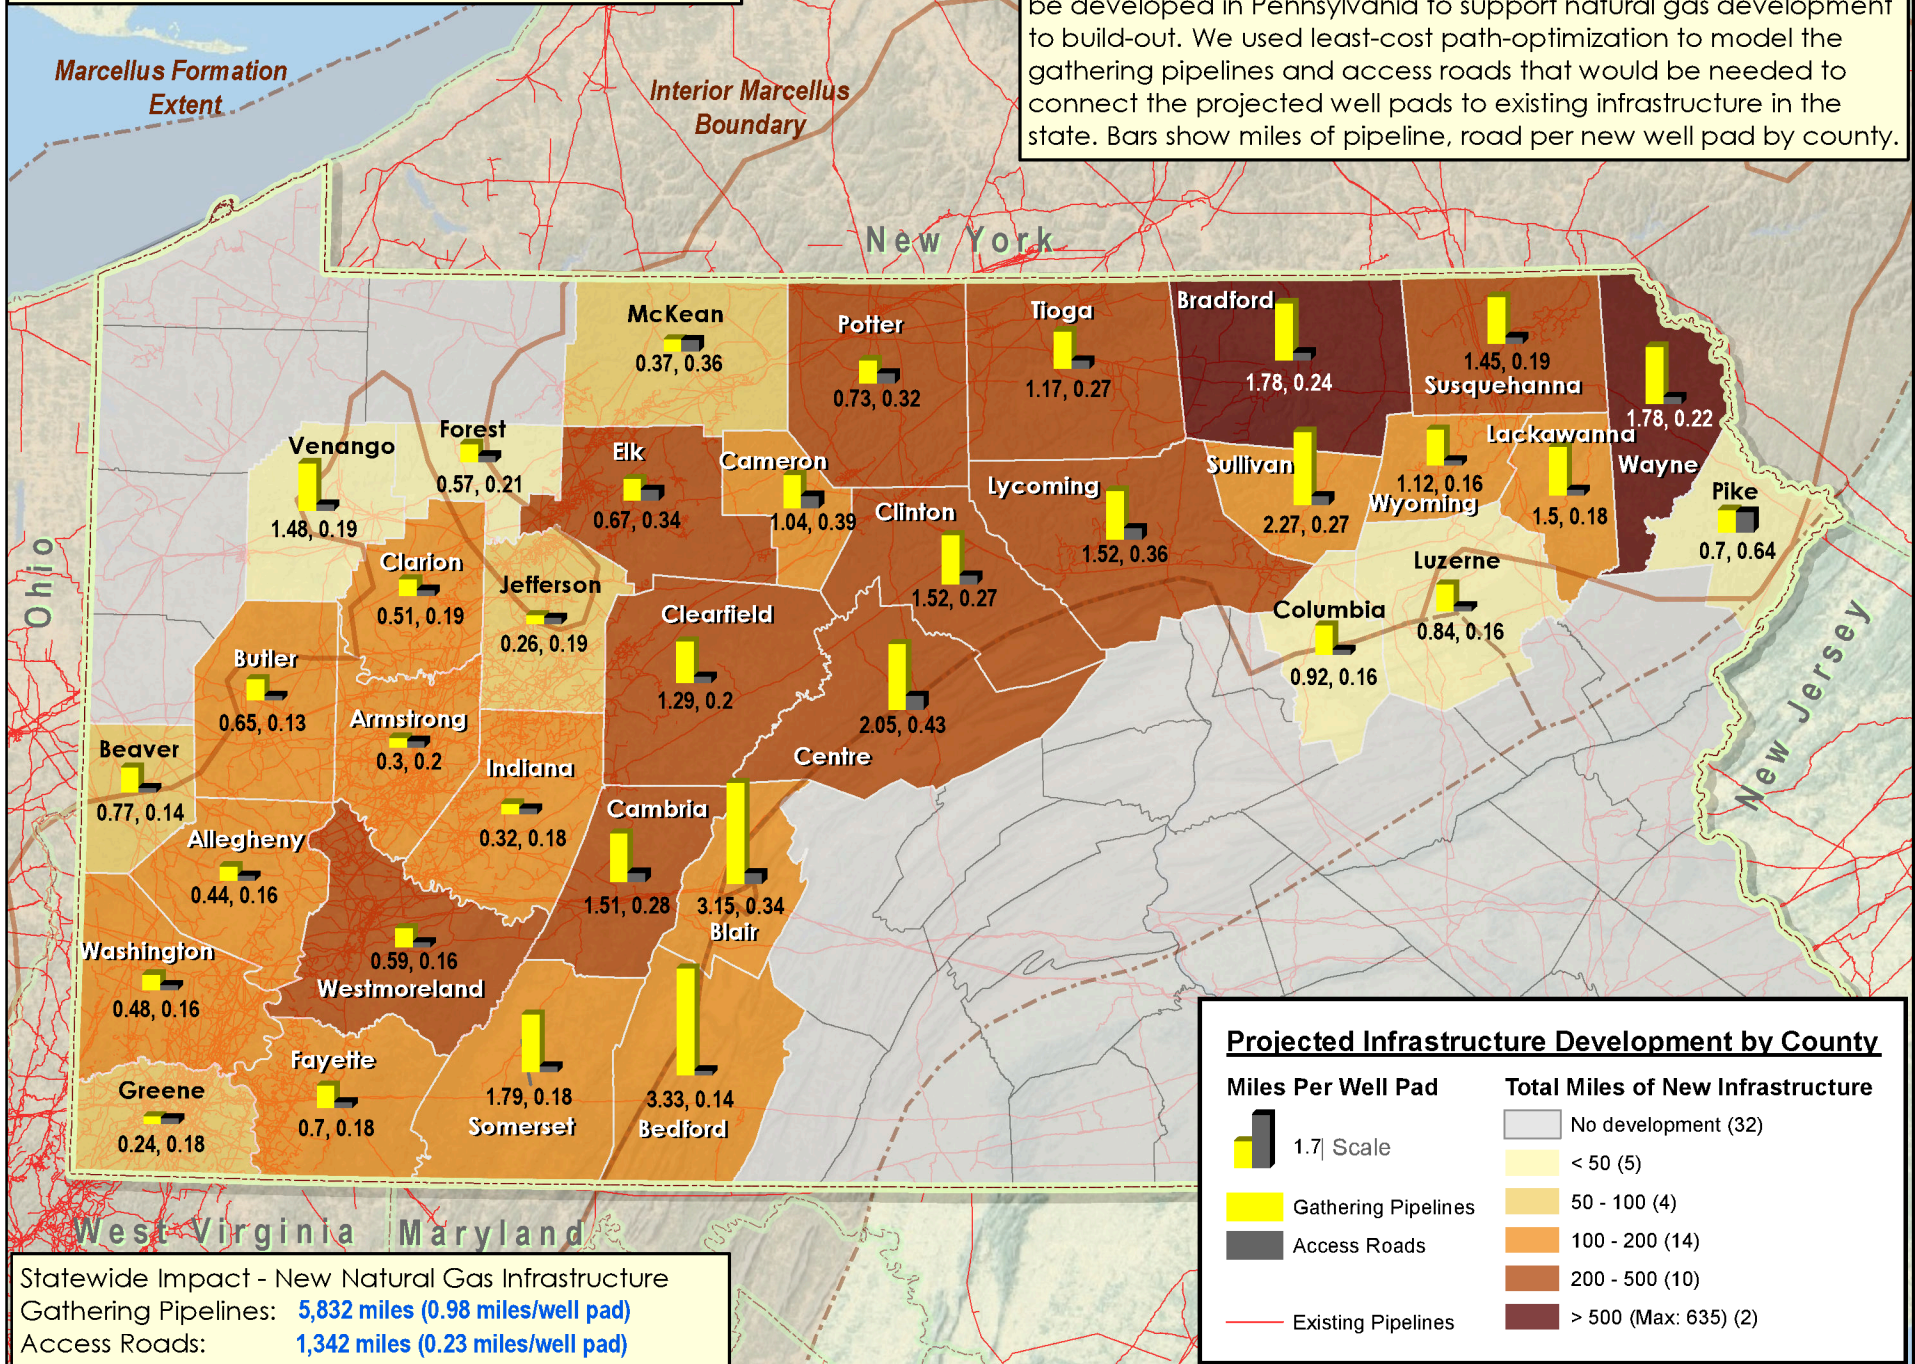 be developed in Pennsylvania to support natural gas development
to build-out. We used least-cost path-optimization to model the
gathering pipelines and access roads that would be needed to
connect the projected well pads to existing infrastructure in the
state. Bars show miles of pipeline, road per new well pad by county.
Marcellus Formation
Extent
Interior Marcellus
Boundary
New York
McKean
0.37, 0.36
Potter
0.73, 0.32
Tioga
1.17, 0.27
Bradford
1.78, 0.24
1.45, 0.19
Susquehanna
1.78, 0.22
Wayne
Venango
1.48, 0.19
Forest
0.57, 0.21
Elk
0.67, 0.34
Cameron
1.04, 0.39
Clinton
1.52, 0.27
Lycoming
1.52, 0.36
Sullivan
2.27, 0.27
1.12, 0.16
Wyoming
Lackawanna
1.5, 0.18
Pike
0.7, 0.64
Ohio
Clarion
0.51, 0.19
Jefferson
0.26, 0.19
Clearfield
1.29, 0.2
2.05, 0.43
Centre
Columbia
0.92, 0.16
Luzerne
0.84, 0.16
New Jersey
Butler
0.65, 0.13
Armstrong
0.3, 0.2
Beaver
0.77, 0.14
Indiana
0.32, 0.18
Allegheny
0.44, 0.16
Cambria
1.51, 0.28
3.15, 0.34
Blair
Washington
0.48, 0.16
0.59, 0.16
Westmoreland
Greene
0.24, 0.18
Fayette
0.7, 0.18
1.79, 0.18
Somerset
3.33, 0.14
Bedford
West Virginia
Maryland
Statewide Impact - New Natural Gas Infrastructure
Gathering Pipelines: 5,832 miles (0.98 miles/well pad)
Access Roads: 1,342 miles (0.23 miles/well pad)
Projected Infrastructure Development by County
Miles Per Well Pad
1.7 Scale
Gathering Pipelines
Access Roads
Existing Pipelines
Total Miles of New Infrastructure
No development (32)
< 50 (5)
50 - 100 (4)
100 - 200 (14)
200 - 500 (10)
> 500 (Max: 635) (2)